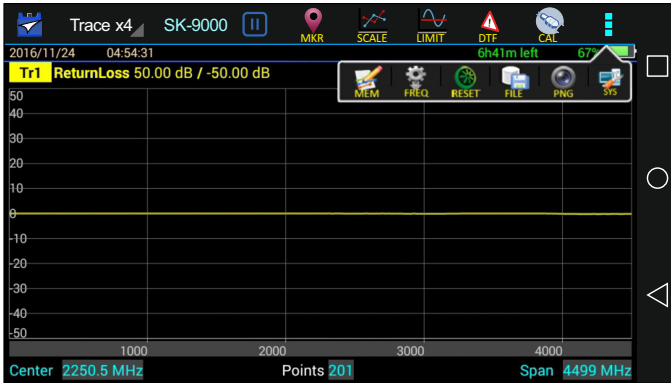 Trace x4 SK-9000 MKR SCALE LIMIT DTF CAL
2016/11/24 04:54:31 6h41m left 67%
Tr1 ReturnLoss 50.00 dB / -50.00 dB
MEM FREQ RESET FILE PNG SYS
50
40
30
20
10
0
-10
-20
-30
-40
-50
1000 2000 3000 4000
Center 2250.5 MHz Points 201 Span 4499 MHz